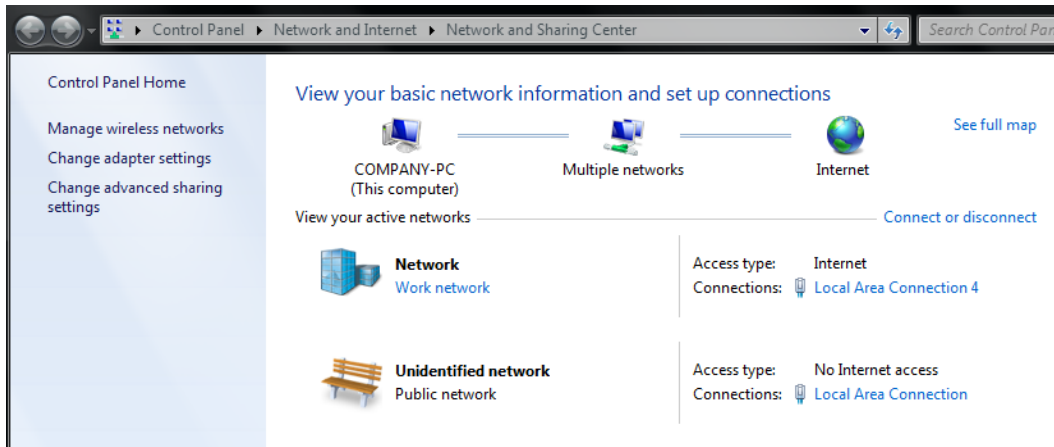 Control Panel Network and Internet Network and Sharing Center
Search Control Pan
Control Panel Home
Manage wireless networks
Change adapter settings
Change advanced sharing
settings
View your basic network information and set up connections
See full map
COMPANY-PC
(This computer)
Multiple networks
Internet
View your active networks
Connect or disconnect
Network
Work network
Access type: Internet
Connections: Local Area Connection 4
Unidentified network
Public network
Access type: No Internet access
Connections: Local Area Connection